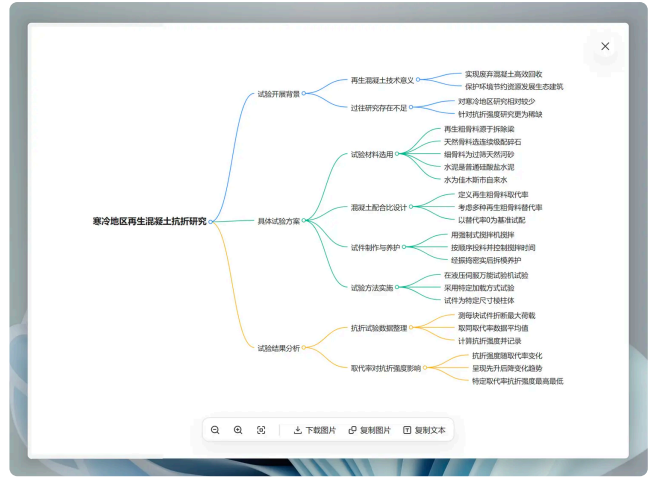 寒冷地区再生混凝土抗折研究
试验开展背景
再生混凝土技术意义
实现废弃混凝土高效回收
保护环境节约资源发展生态建筑
过往研究存在不足
对寒冷地区研究相对较少
针对抗折强度研究更为稀缺
具体试验方案
试验材料选用
再生粗骨料源于拆除梁
天然骨料选连续级配碎石
细骨料为过筛天然河砂
水泥是普通硅酸盐水泥
水为佳木斯市自来水
混凝土配合比设计
定义再生粗骨料取代率
考虑多种再生粗骨料替代率
以替代率0为基准试配
试件制作与养护
用强制式搅拌机搅拌
按顺序投料并控制搅拌时间
经振捣密实后拆模养护
试验方法实施
在液压伺服万能试验机试验
采用特定加载方式试验
试件为特定尺寸棱柱体
试验结果分析
抗折试验数据整理
测每块试件折断最大荷载
取同取代率数据平均值
计算抗折强度并记录
取代率对抗折强度影响
抗折强度随取代率变化
呈现先升后降变化趋势
特定取代率抗折强度最高最低
下载图片
复制图片
复制文本